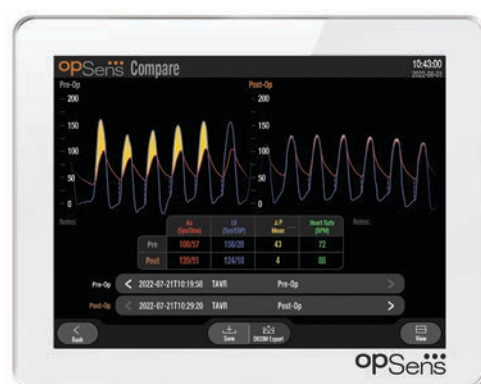 opSens Compare
10:43:00
2022-06-01
Pre-Op
200
150
100
50
0
Post-Op
200
150
100
50
0
Notes:
Notes:
Ao (Sys/Dias) LV (Sys/EDP) ΔP Mean Heart Rate (BPM)
Pre 108/57 158/20 43 72
Post 120/51 124/18 4 88
Pre-Op < 2022-07-21T10:19:58 TAVR Pre-Op >
Post-Op < 2022-07-21T10:29:20 TAVR Post-Op >
Back
Save
DICOM Export
View
opSens